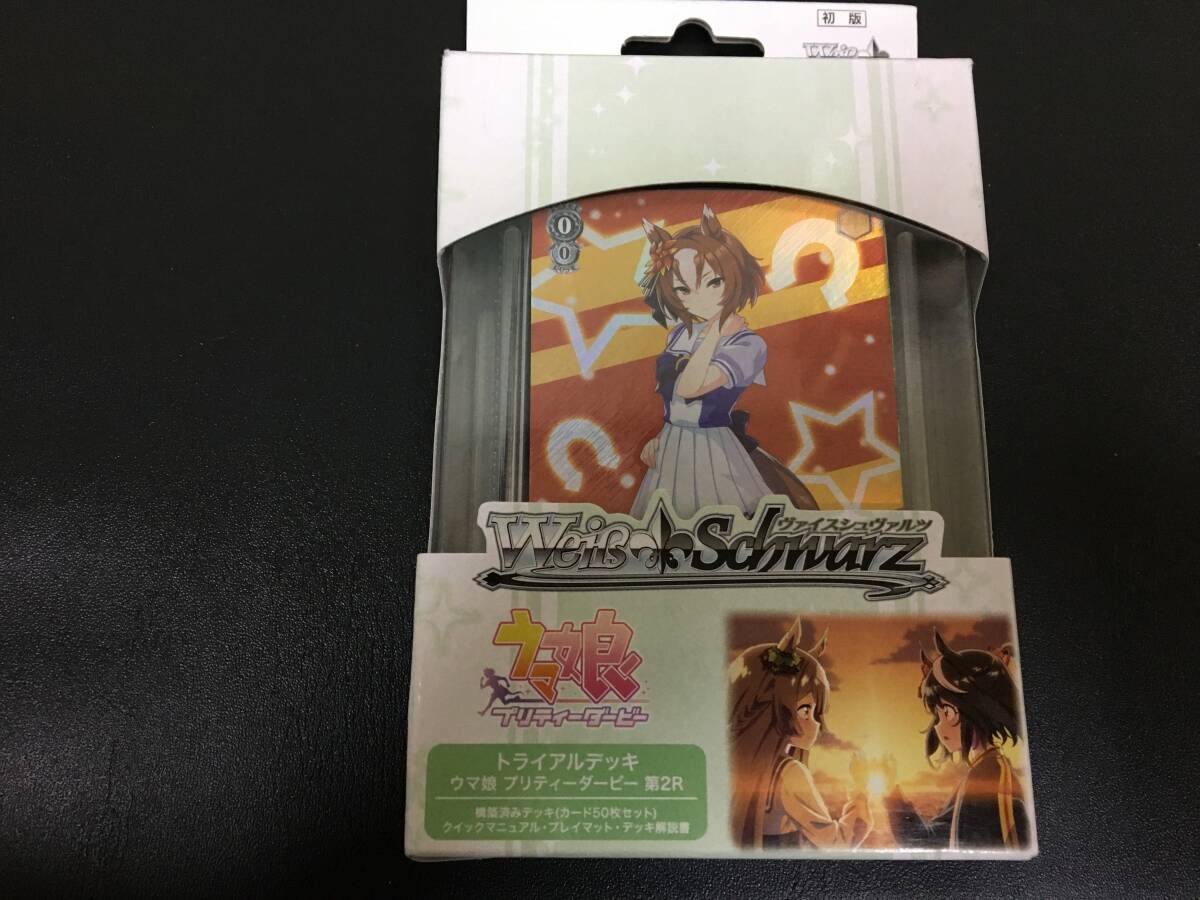 初版
Weiß Schwarz
0
0
ヴァイスシュヴァルツ
Weiß Schwarz
ウマ娘
プリティーダービー
トライアルデッキ
ウマ娘 プリティーダービー 第2R
構築済みデッキ(カード50枚セット)
クイックマニュアル・プレイマット・デッキ解説書